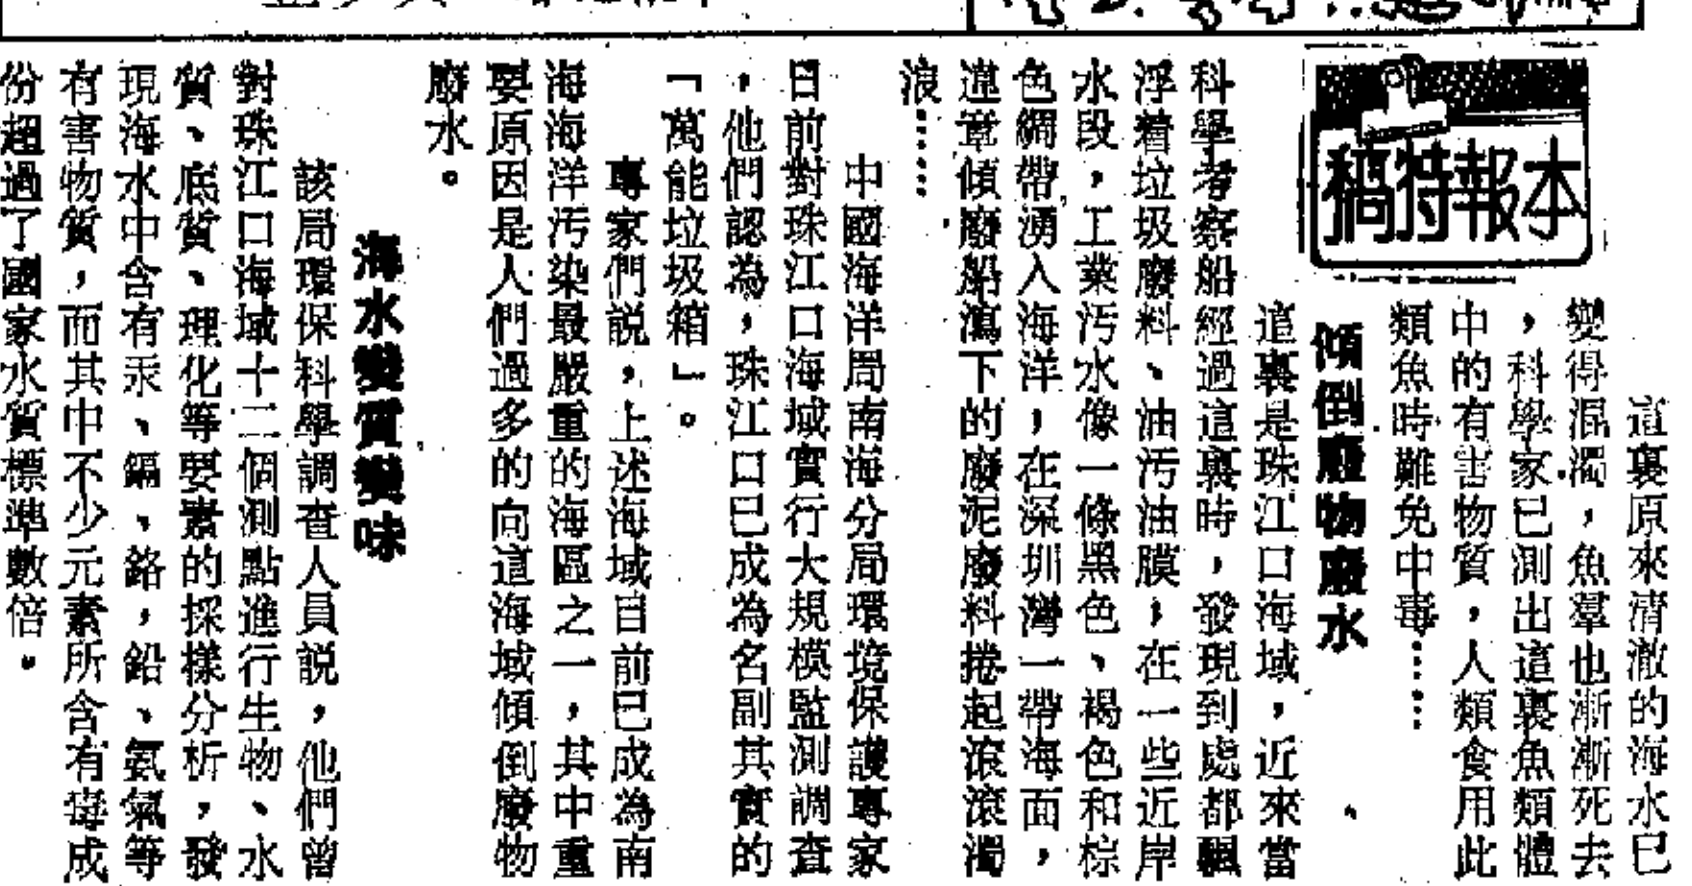 本報特稿
這裏原來清澈的海水已
變得混濁，魚羣也漸漸死去
，科學家已測出這裏魚類體
中的有害物質，人類食用此
類魚時難免中毒……
傾倒廢物廢水
這裏是珠江口海域，近來當
科學考察船經過這裏時，發現到處都飄
浮着垃圾廢料、油污油膜，在一些近岸
水段，工業污水像一條黑色、褐色和棕
色綢帶湧入海洋，在深圳灣一帶海面，
違章傾廢船瀉下的廢泥廢料捲起滾滾濁
浪……
中國海洋局南海分局環境保護專家
日前對珠江口海域實行大規模監測調查
，他們認為，珠江口已成為名副其實的
「萬能垃圾箱」。
專家們説，上述海域目前已成為南
海海洋污染最嚴重的海區之一，其中重
要原因是人們過多的向這海域傾倒廢物
廢水。
海水變質變味
該局環保科學調查人員説，他們曾
對珠江口海域十二個測點進行生物、水
質、底質、理化等要素的採樣分析，發
現海水中含有汞、鎘、鉻，鉛、氨氣等
有害物質，而其中不少元素所含有毒成
份超過了國家水質標準數倍。